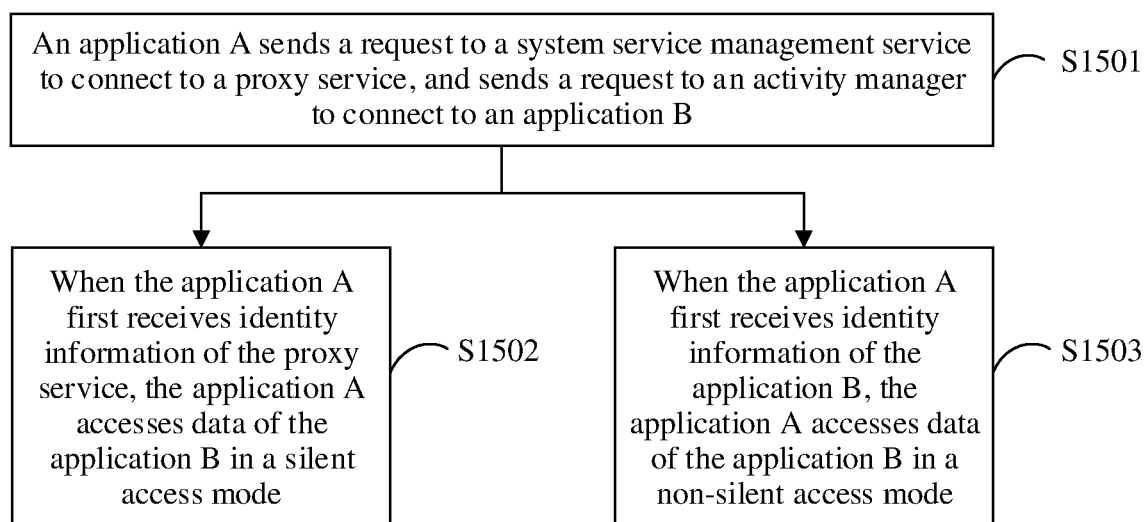 An application A sends a request to a system service management service
to connect to a proxy service, and sends a request to an activity manager
to connect to an application B
S1501
When the application A
first receives identity
information of the proxy
service, the application A
accesses data of the
application B in a silent
access mode
S1502
When the application A
first receives identity
information of the
application B, the
application A accesses data
of the application B in a
non-silent access mode
S1503